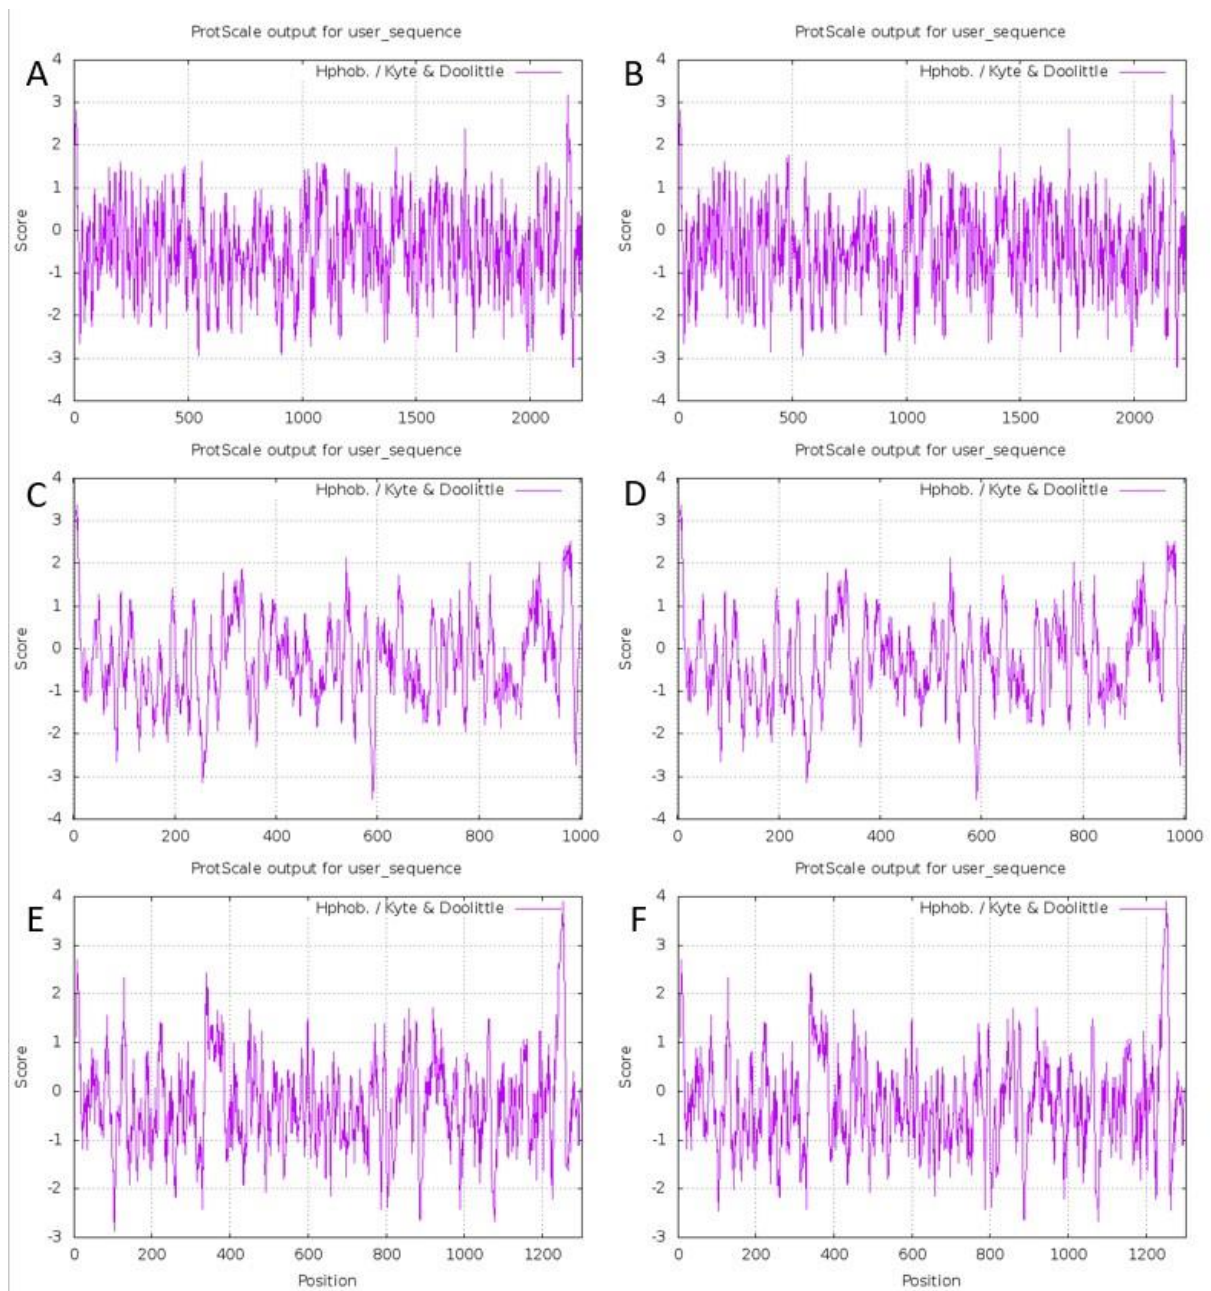 ProtScale output for user_sequence
A
Hphob. / Kyte & Doolittle
4
3
2
1
0
-1
-2
-3
-4
Score
0 500 1000 1500 2000
ProtScale output for user_sequence
B
Hphob. / Kyte & Doolittle
4
3
2
1
0
-1
-2
-3
-4
Score
0 500 1000 1500 2000
ProtScale output for user_sequence
C
Hphob. / Kyte & Doolittle
4
3
2
1
0
-1
-2
-3
-4
Score
0 200 400 600 800 1000
ProtScale output for user_sequence
D
Hphob. / Kyte & Doolittle
4
3
2
1
0
-1
-2
-3
-4
Score
0 200 400 600 800 1000
ProtScale output for user_sequence
E
Hphob. / Kyte & Doolittle
4
3
2
1
0
-1
-2
-3
Score
0 200 400 600 800 1000 1200
Position
ProtScale output for user_sequence
F
Hphob. / Kyte & Doolittle
4
3
2
1
0
-1
-2
-3
Score
0 200 400 600 800 1000 1200
Position